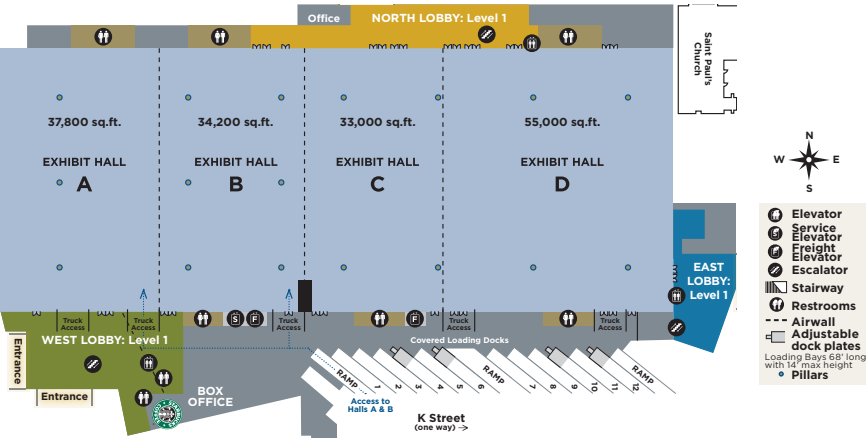 Office
NORTH LOBBY: Level 1
Saint Paul's
Church
37,800 sq.ft.
34,200 sq.ft.
33,000 sq.ft.
55,000 sq.ft.
EXHIBIT HALL
A
EXHIBIT HALL
B
EXHIBIT HALL
C
EXHIBIT HALL
D
N
W
E
S
Elevator
Service
Elevator
Freight
Elevator
Escalator
Stairway
Restrooms
Airwall
Adjustable
dock plates
Loading Bays 68' long
with 14' max height
Pillars
EAST
LOBBY:
Level 1
Truck
Access
Truck
Access
S
F
Truck
Access
F
Truck
Access
Truck
Access
WEST LOBBY: Level 1
Covered Loading Docks
Entrance
Entrance
BOX
OFFICE
RAMP
1
2
3
4
5
6
RAMP
7
8
9
10
11
12
RAMP
Access to
Halls A & B
K Street
(one way)